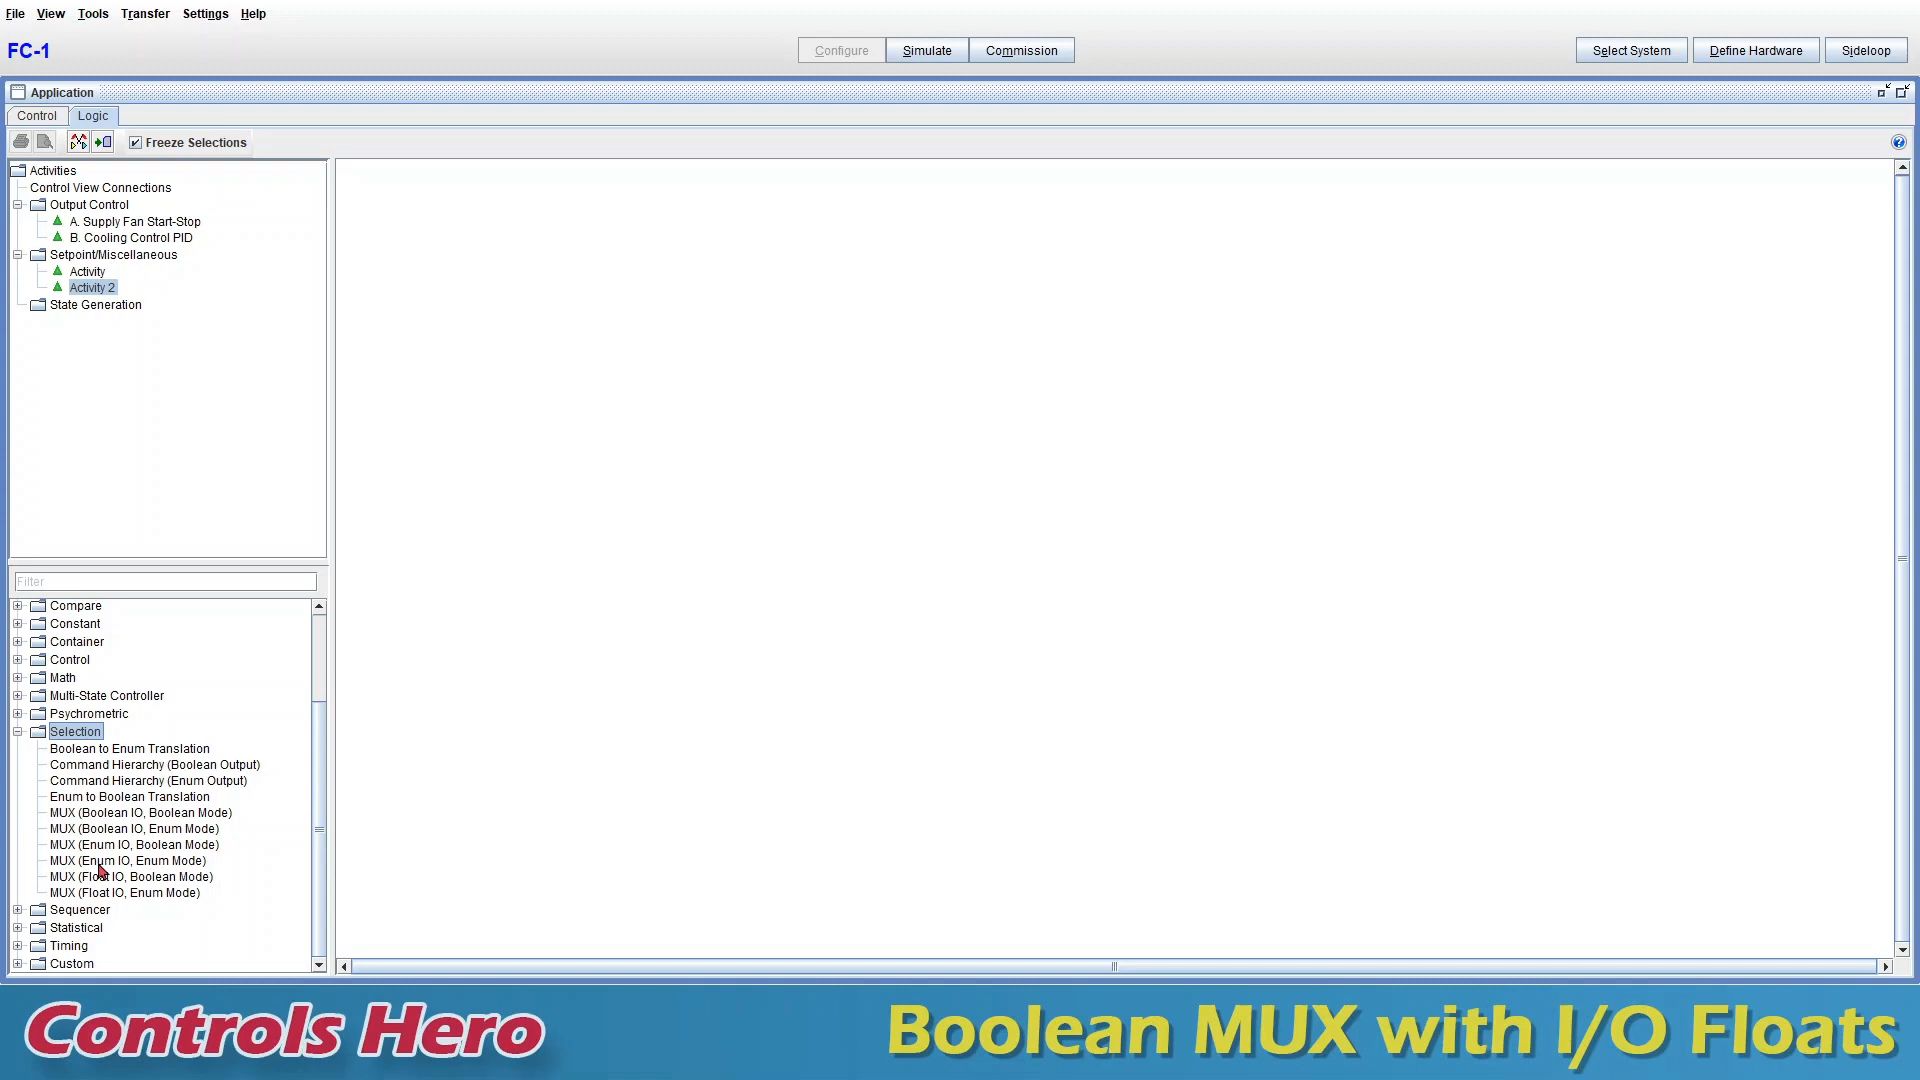 File View Tools Transfer Settings Help
FC-1
Configure Simulate Commission
Select System Define Hardware Sideloop
Application
Control Logic
Freeze Selections
Activities
Control View Connections
Output Control
A. Supply Fan Start-Stop
B. Cooling Control PID
Setpoint/Miscellaneous
Activity
Activity 2
State Generation
Filter
Compare
Constant
Container
Control
Math
Multi-State Controller
Psychrometric
Selection
Boolean to Enum Translation
Command Hierarchy (Boolean Output)
Command Hierarchy (Enum Output)
Enum to Boolean Translation
MUX (Boolean IO, Boolean Mode)
MUX (Boolean IO, Enum Mode)
MUX (Enum IO, Boolean Mode)
MUX (Enum IO, Enum Mode)
MUX (Float IO, Boolean Mode)
MUX (Float IO, Enum Mode)
Sequencer
Statistical
Timing
Custom
Controls Hero
Boolean MUX with I/O Floats